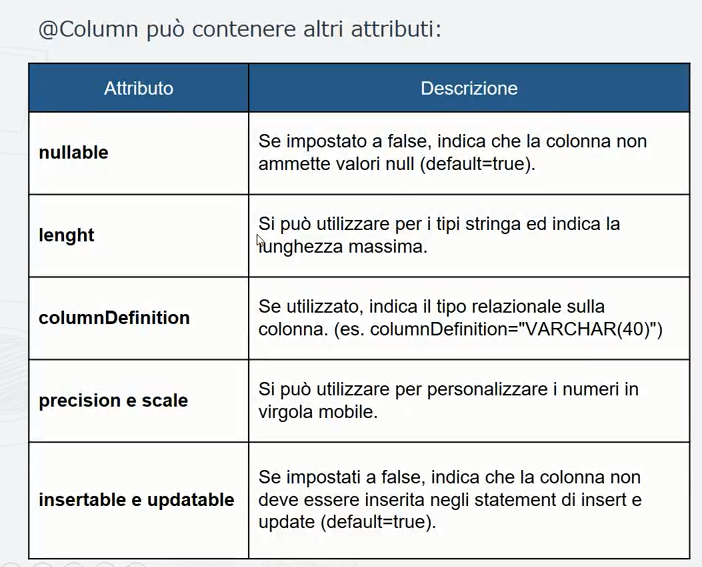 @Column può contenere altri attributi:
Attributo
Descrizione
nullable
Se impostato a false, indica che la colonna non
ammette valori null (default=true).
lenght
Si può utilizzare per i tipi stringa ed indica la
lunghezza massima.
columnDefinition
Se utilizzato, indica il tipo relazionale sulla
colonna. (es. columnDefinition="VARCHAR(40)")
precision e scale
Si può utilizzare per personalizzare i numeri in
virgola mobile.
insertable e updatable
Se impostati a false, indica che la colonna non
deve essere inserita negli statement di insert e
update (default=true).